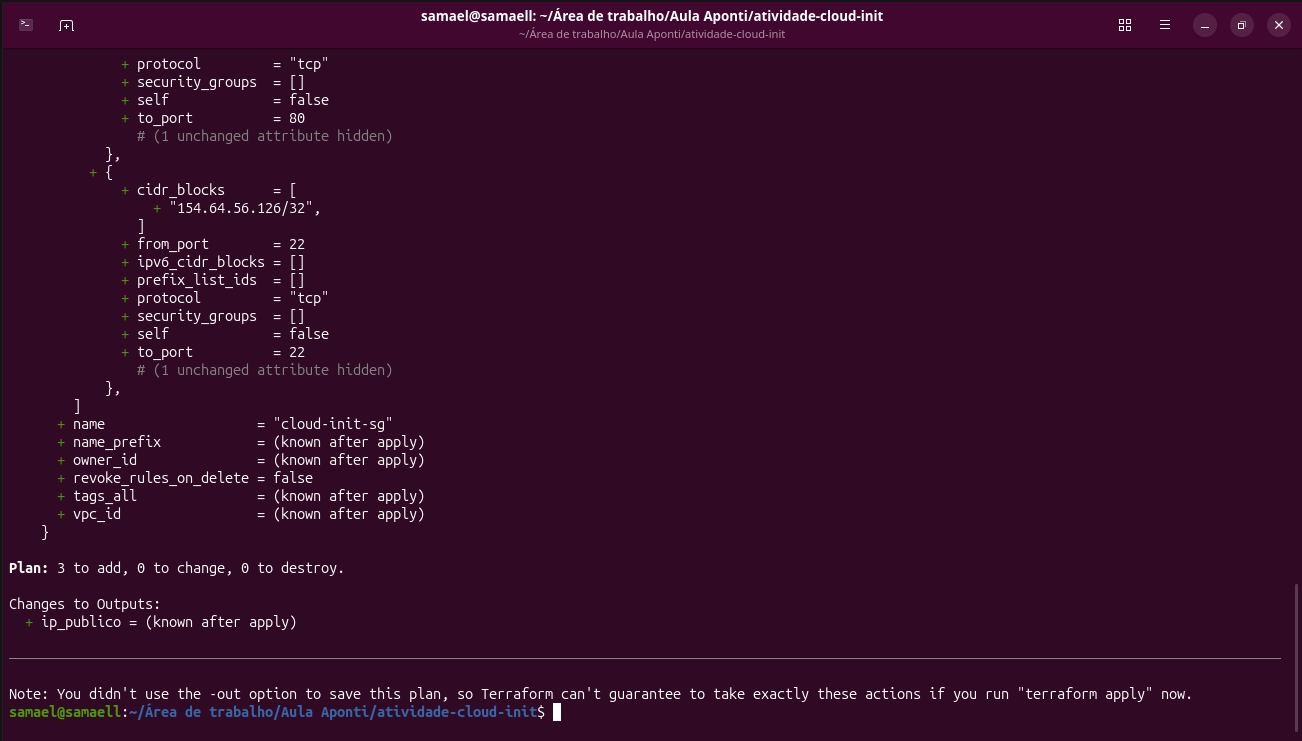 samael@samaell: ~/Área de trabalho/Aula Aponti/atividade-cloud-init
~/Área de trabalho/Aula Aponti/atividade-cloud-init
+ protocol         = "tcp"
+ security_groups  = []
+ self             = false
+ to_port          = 80
# (1 unchanged attribute hidden)
},
+ {
+ cidr_blocks      = [
+ "154.64.56.126/32",
]
+ from_port        = 22
+ ipv6_cidr_blocks = []
+ prefix_list_ids  = []
+ protocol         = "tcp"
+ security_groups  = []
+ self             = false
+ to_port          = 22
# (1 unchanged attribute hidden)
},
]
+ name                   = "cloud-init-sg"
+ name_prefix            = (known after apply)
+ owner_id               = (known after apply)
+ revoke_rules_on_delete = false
+ tags_all               = (known after apply)
+ vpc_id                 = (known after apply)
}
Plan: 3 to add, 0 to change, 0 to destroy.
Changes to Outputs:
+ ip_publico = (known after apply)
Note: You didn't use the -out option to save this plan, so Terraform can't guarantee to take exactly these actions if you run "terraform apply" now.
samael@samaell:~/Área de trabalho/Aula Aponti/atividade-cloud-init$